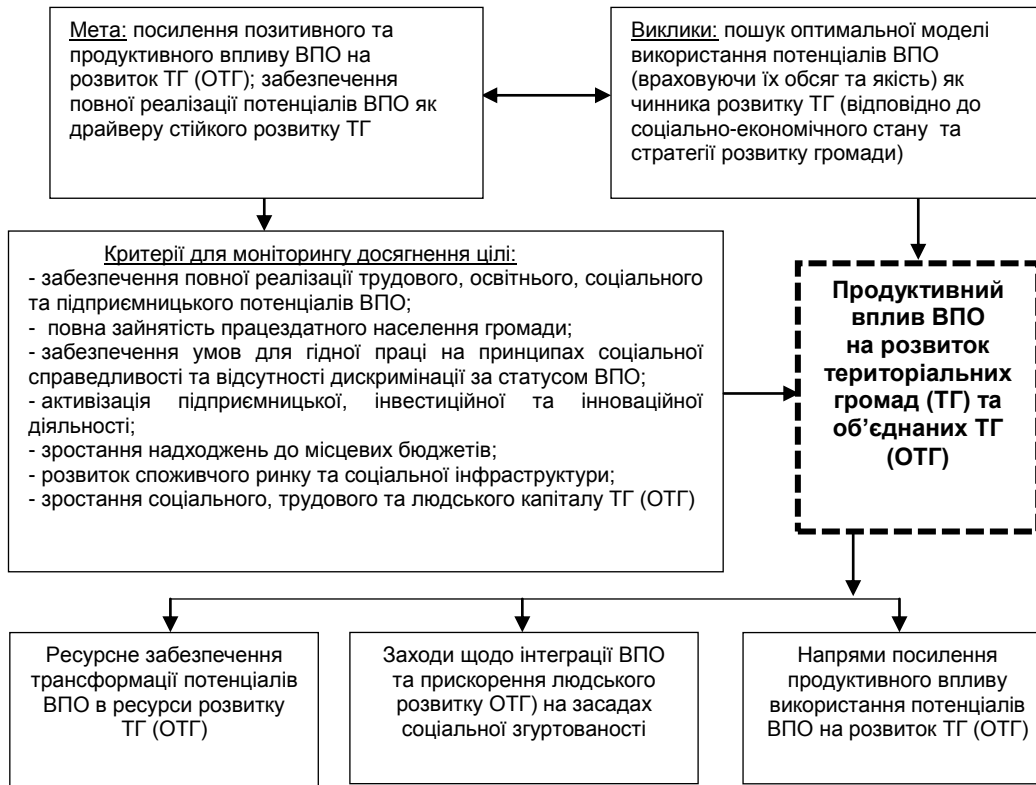 Мета: посилення позитивного та
продуктивного впливу ВПО на
розвиток ТГ (ОТГ); забезпечення
повної реалізації потенціалів ВПО як
драйверу стійкого розвитку ТГ
Виклики: пошук оптимальної моделі
використання потенціалів ВПО
(враховуючи їх обсяг та якість) як
чинника розвитку ТГ (відповідно до
соціально-економічного стану та
стратегії розвитку громади)
Критерії для моніторингу досягнення цілі:
- забезпечення повної реалізації трудового, освітнього, соціального
та підприємницького потенціалів ВПО;
- повна зайнятість працездатного населення громади;
- забезпечення умов для гідної праці на принципах соціальної
справедливості та відсутності дискримінації за статусом ВПО;
- активізація підприємницької, інвестиційної та інноваційної
діяльності;
- зростання надходжень до місцевих бюджетів;
- розвиток споживчого ринку та соціальної інфраструктури;
- зростання соціального, трудового та людського капіталу ТГ (ОТГ)
Продуктивний
вплив ВПО
на розвиток
територіальних
громад (ТГ) та
об’єднаних ТГ
(ОТГ)
Ресурсне забезпечення
трансформації потенціалів
ВПО в ресурси розвитку
ТГ (ОТГ)
Заходи щодо інтеграції ВПО
та прискорення людського
розвитку ОТГ) на засадах
соціальної згуртованості
Напрями посилення
продуктивного впливу
використання потенціалів
ВПО на розвиток ТГ (ОТГ)